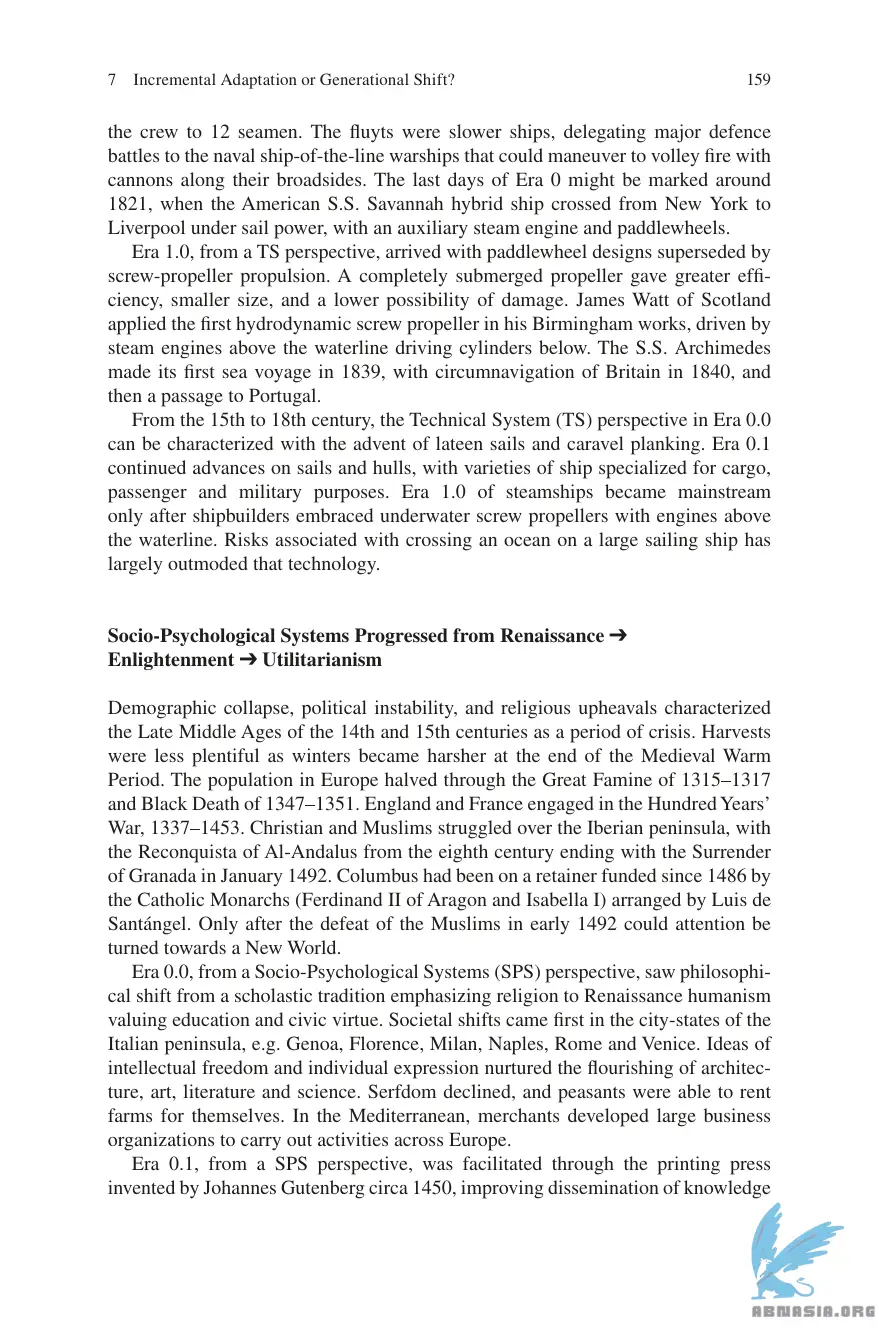 7 Incremental Adaptation or Generational Shift? 159
the crew to 12 seamen. The fluyts were slower ships, delegating major defence
battles to the naval ship-of-the-line warships that could maneuver to volley fire with
cannons along their broadsides. The last days of Era 0 might be marked around
1821, when the American S.S. Savannah hybrid ship crossed from New York to
Liverpool under sail power, with an auxiliary steam engine and paddlewheels.
Era 1.0, from a TS perspective, arrived with paddlewheel designs superseded by
screw-propeller propulsion. A completely submerged propeller gave greater effi-
ciency, smaller size, and a lower possibility of damage. James Watt of Scotland
applied the first hydrodynamic screw propeller in his Birmingham works, driven by
steam engines above the waterline driving cylinders below. The S.S. Archimedes
made its first sea voyage in 1839, with circumnavigation of Britain in 1840, and
then a passage to Portugal.
From the 15th to 18th century, the Technical System (TS) perspective in Era 0.0
can be characterized with the advent of lateen sails and caravel planking. Era 0.1
continued advances on sails and hulls, with varieties of ship specialized for cargo,
passenger and military purposes. Era 1.0 of steamships became mainstream
only after shipbuilders embraced underwater screw propellers with engines above
the waterline. Risks associated with crossing an ocean on a large sailing ship has
largely outmoded that technology.
Socio-Psychological Systems Progressed from Renaissance ➔
Enlightenment ➔ Utilitarianism
Demographic collapse, political instability, and religious upheavals characterized
the Late Middle Ages of the 14th and 15th centuries as a period of crisis. Harvests
were less plentiful as winters became harsher at the end of the Medieval Warm
Period. The population in Europe halved through the Great Famine of 1315–1317
and Black Death of 1347–1351. England and France engaged in the Hundred Years’
War, 1337–1453. Christian and Muslims struggled over the Iberian peninsula, with
the Reconquista of Al-Andalus from the eighth century ending with the Surrender
of Granada in January 1492. Columbus had been on a retainer funded since 1486 by
the Catholic Monarchs (Ferdinand II of Aragon and Isabella I) arranged by Luis de
Santángel. Only after the defeat of the Muslims in early 1492 could attention be
turned towards a New World.
Era 0.0, from a Socio-Psychological Systems (SPS) perspective, saw philosophi-
cal shift from a scholastic tradition emphasizing religion to Renaissance humanism
valuing education and civic virtue. Societal shifts came first in the city-states of the
Italian peninsula, e.g. Genoa, Florence, Milan, Naples, Rome and Venice. Ideas of
intellectual freedom and individual expression nurtured the flourishing of architec-
ture, art, literature and science. Serfdom declined, and peasants were able to rent
farms for themselves. In the Mediterranean, merchants developed large business
organizations to carry out activities across Europe.
Era 0.1, from a SPS perspective, was facilitated through the printing press
invented by Johannes Gutenberg circa 1450, improving dissemination of knowledge
ABNASIA.ORG